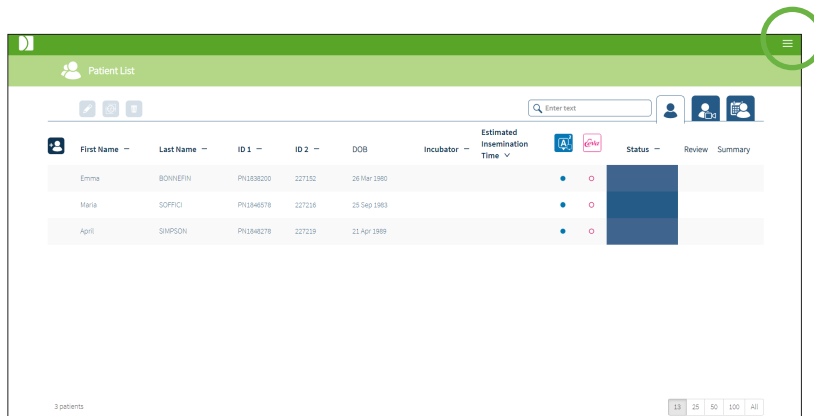 Patient List
Enter text
First Name
Last Name
ID 1
ID 2
DOB
Incubator
Estimated
Insemination
Time
A
eeva
Status
Review
Summary
Emma BONNEFIN PN1838200 227152 26 Mar 1980
Maria SOFFICI PN1846578 227216 25 Sep 1983
April SIMPSON PN1848278 227219 21 Apr 1989
3 patients
13 25 50 100 All